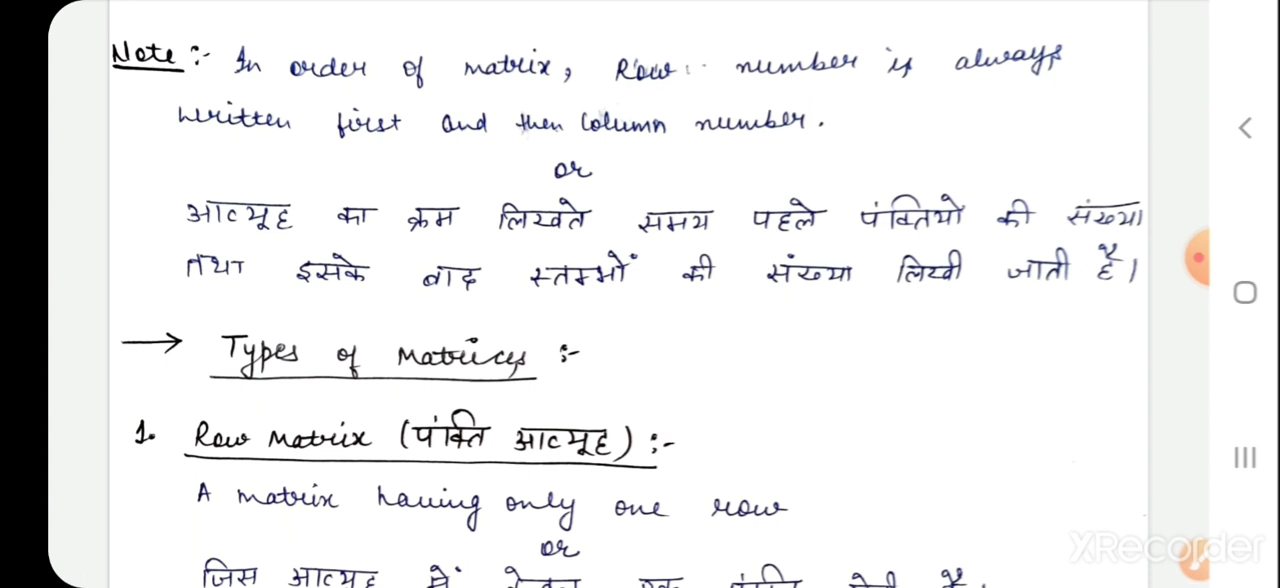 Note :- In order of matrix, Row number is always
written first and then column number.
or
आव्यूह का क्रम लिखते समय पहले पंक्तियो की संख्या
तथा इसके बाद स्तम्भों की संख्या लिखी जाती है।
→ Types of Matrices :-
1. Row Matrix (पंक्ति आव्यूह) :-
A matrix having only one row
or
जिस आव्यूह में
XRecorder